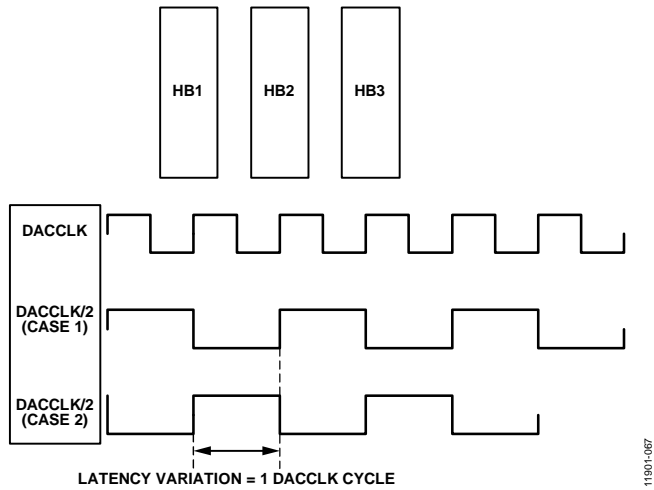 HB1
HB2
HB3
DACCLK
DACCLK/2
(CASE 1)
DACCLK/2
(CASE 2)
LATENCY VARIATION = 1 DACCLK CYCLE
11901-067